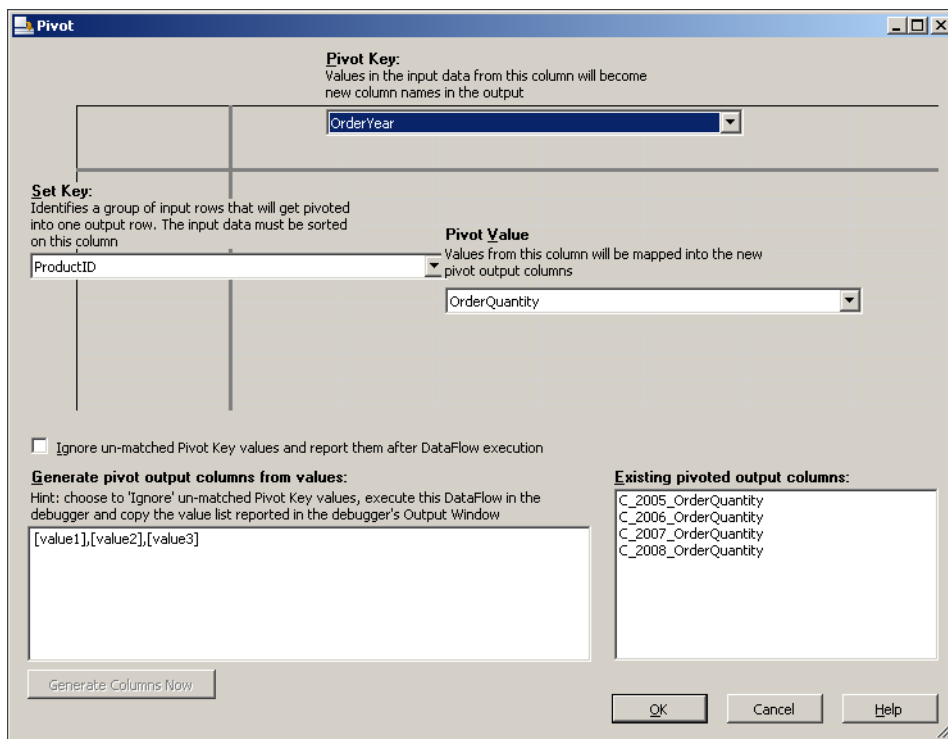 Pivot
Pivot Key:
Values in the input data from this column will become
new column names in the output
OrderYear
Set Key:
Identifies a group of input rows that will get pivoted
into one output row. The input data must be sorted
on this column
ProductID
Pivot Value
Values from this column will be mapped into the new
pivot output columns
OrderQuantity
Ignore un-matched Pivot Key values and report them after DataFlow execution
Generate pivot output columns from values:
Hint: choose to 'Ignore' un-matched Pivot Key values, execute this DataFlow in the
debugger and copy the value list reported in the debugger's Output Window
[value1],[value2],[value3]
Generate Columns Now
Existing pivoted output columns:
C_2005_OrderQuantity
C_2006_OrderQuantity
C_2007_OrderQuantity
C_2008_OrderQuantity
OK
Cancel
Help